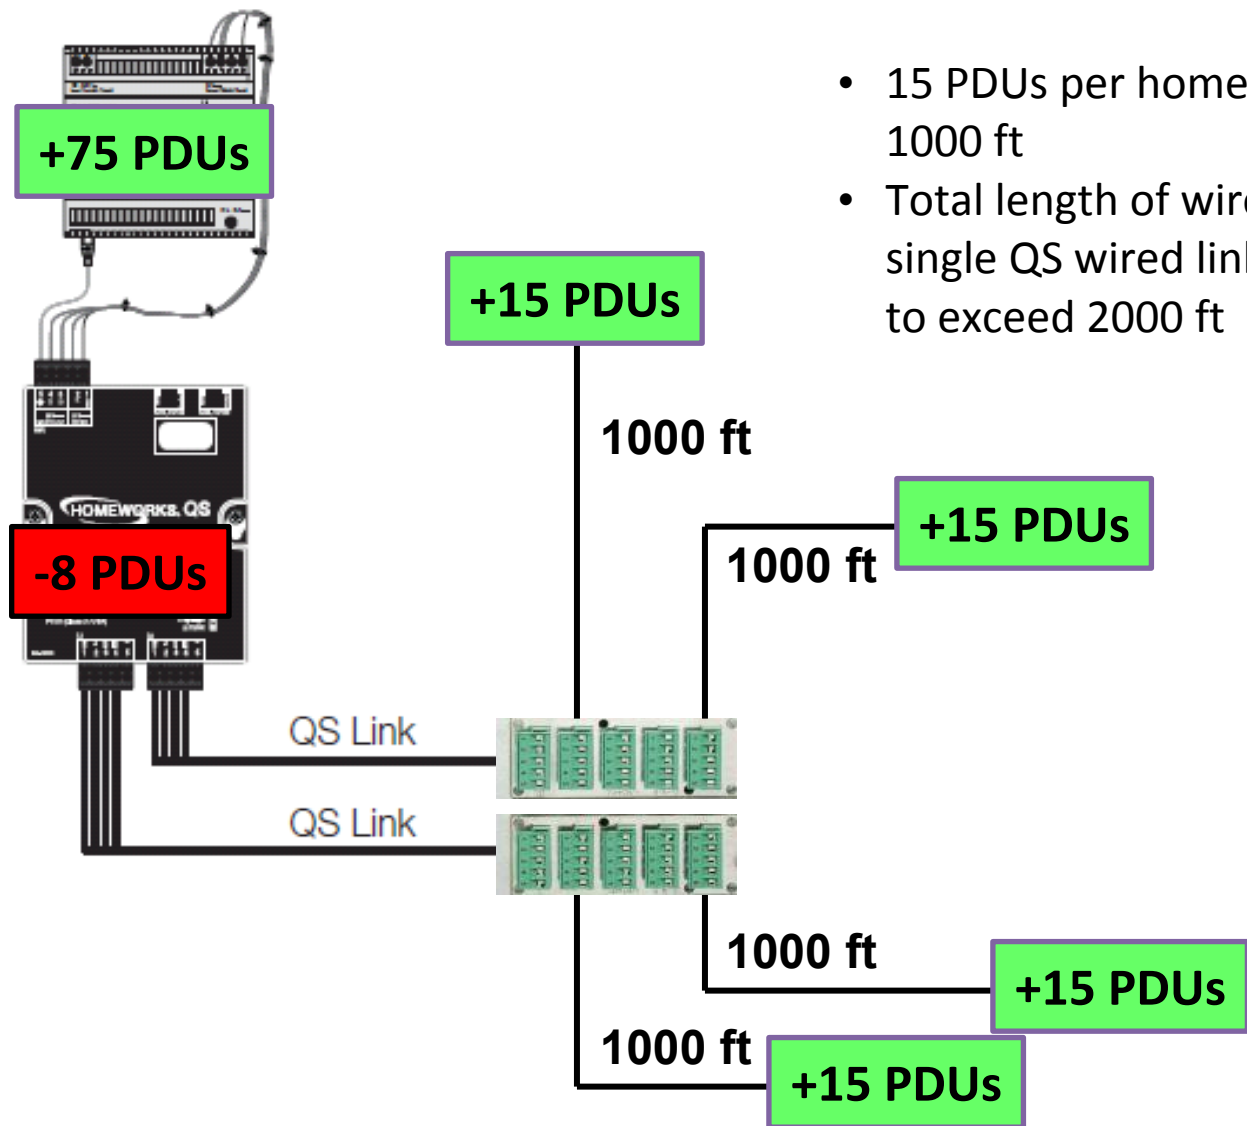 +75 PDUs
• 15 PDUs per home
1000 ft
• Total length of wire
single QS wired link
to exceed 2000 ft
+15 PDUs
1000 ft
+15 PDUs
1000 ft
HOMEWORKS QS
-8 PDUs
QS Link
QS Link
1000 ft
+15 PDUs
1000 ft
+15 PDUs